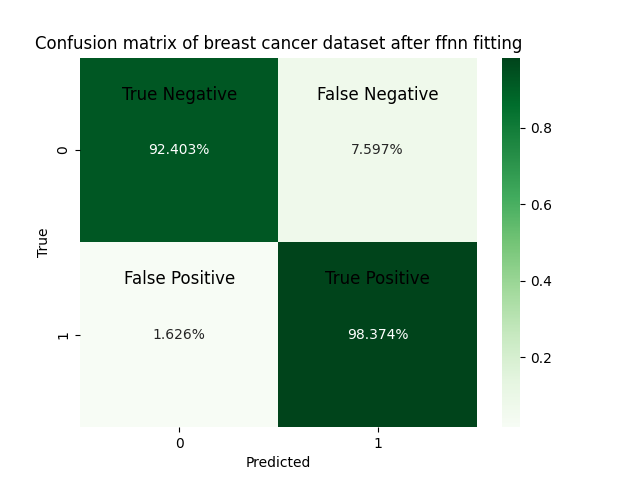 Confusion matrix of breast cancer dataset after ffnn fitting
True Negative
False Negative
0
92.403%
7.597%
True
False Positive
True Positive
1
1.626%
98.374%
0
1
Predicted
0.8
0.6
0.4
0.2